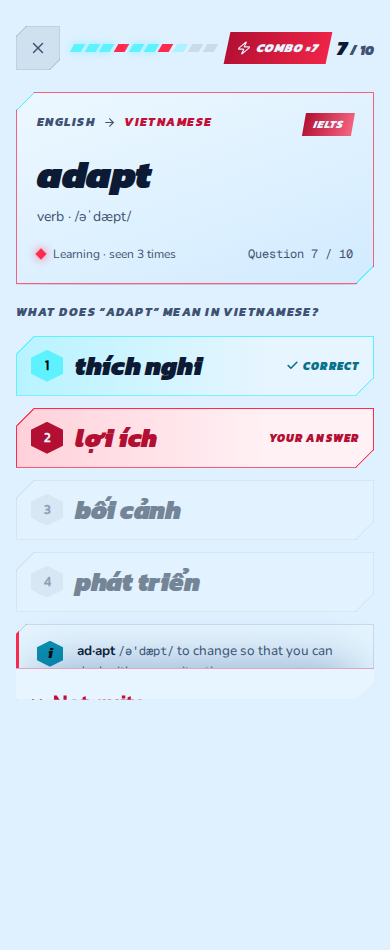 COMBO ×7
7 / 10
ENGLISH → VIETNAMESE
IELTS
adapt
verb · /əˈdæpt/
Learning · seen 3 times
Question 7 / 10
WHAT DOES “ADAPT” MEAN IN VIETNAMESE?
1 thích nghi ✓ CORRECT
2 lợi ích YOUR ANSWER
3 bối cảnh
4 phát triển
i ad·apt /əˈdæpt/ to change so that you can